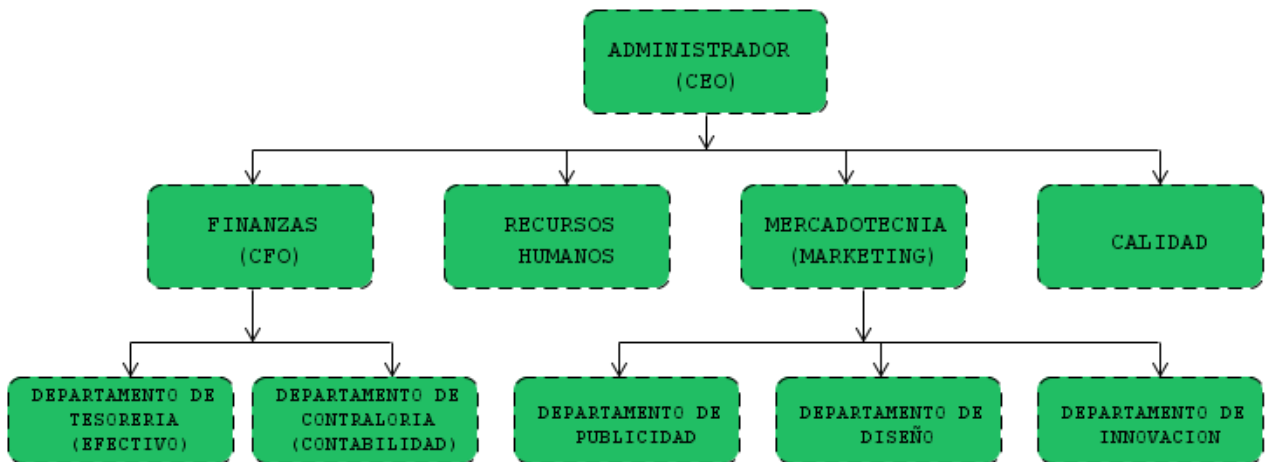 ADMINISTRADOR
(CEO)
FINANZAS
(CFO)
RECURSOS
HUMANOS
MERCADOTECNIA
(MARKETING)
CALIDAD
DEPARTAMENTO DE
TESORERIA
(EFECTIVO)
DEPARTAMENTO DE
CONTRALORIA
(CONTABILIDAD)
DEPARTAMENTO DE
PUBLICIDAD
DEPARTAMENTO DE
DISEÑO
DEPARTAMENTO DE
INNOVACION